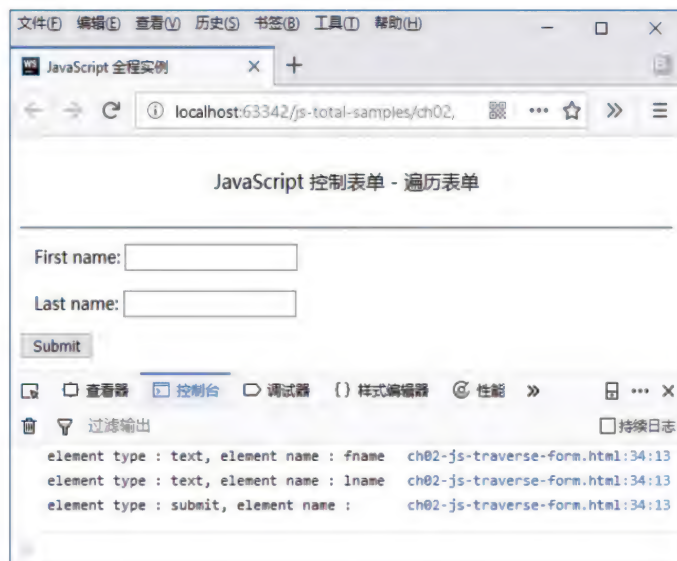 文件(F) 编辑(E) 查看(V) 历史(S) 书签(B) 工具(T) 帮助(H)
JavaScript 全程实例
localhost:63342/js-total-samples/ch02,
JavaScript 控制表单 - 遍历表单
First name:
Last name:
Submit
查看器 控制台 调试器 {} 样式编辑器 性能
过滤输出 持续日志
element type : text, element name : fname ch02-js-traverse-form.html:34:13
element type : text, element name : lname ch02-js-traverse-form.html:34:13
element type : submit, element name : ch02-js-traverse-form.html:34:13